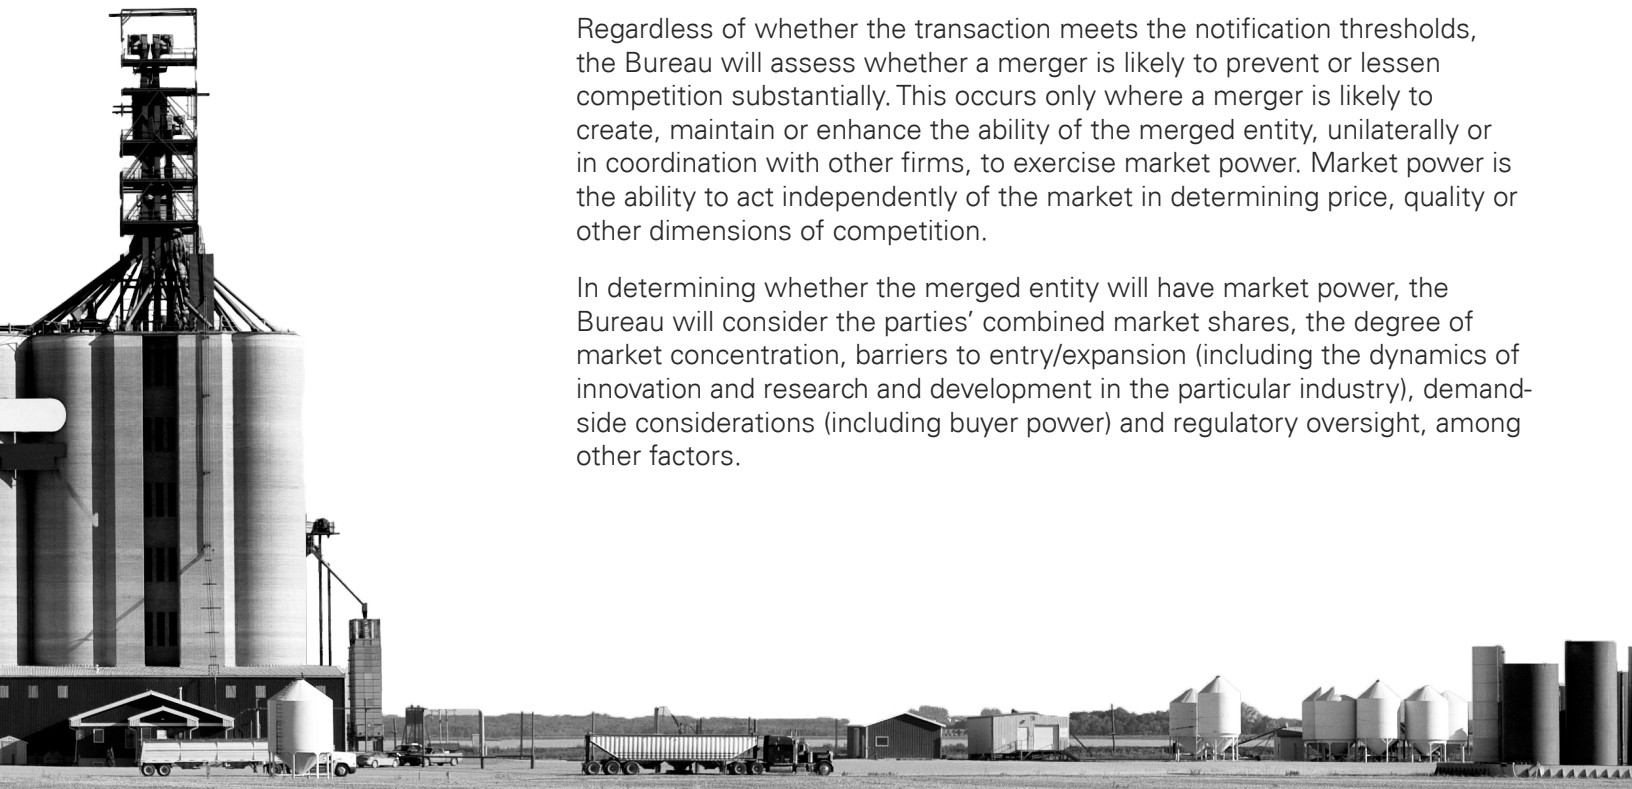 Regardless of whether the transaction meets the notification thresholds,
the Bureau will assess whether a merger is likely to prevent or lessen
competition substantially. This occurs only where a merger is likely to
create, maintain or enhance the ability of the merged entity, unilaterally or
in coordination with other firms, to exercise market power. Market power is
the ability to act independently of the market in determining price, quality or
other dimensions of competition.
In determining whether the merged entity will have market power, the
Bureau will consider the parties’ combined market shares, the degree of
market concentration, barriers to entry/expansion (including the dynamics of
innovation and research and development in the particular industry), demand-
side considerations (including buyer power) and regulatory oversight, among
other factors.